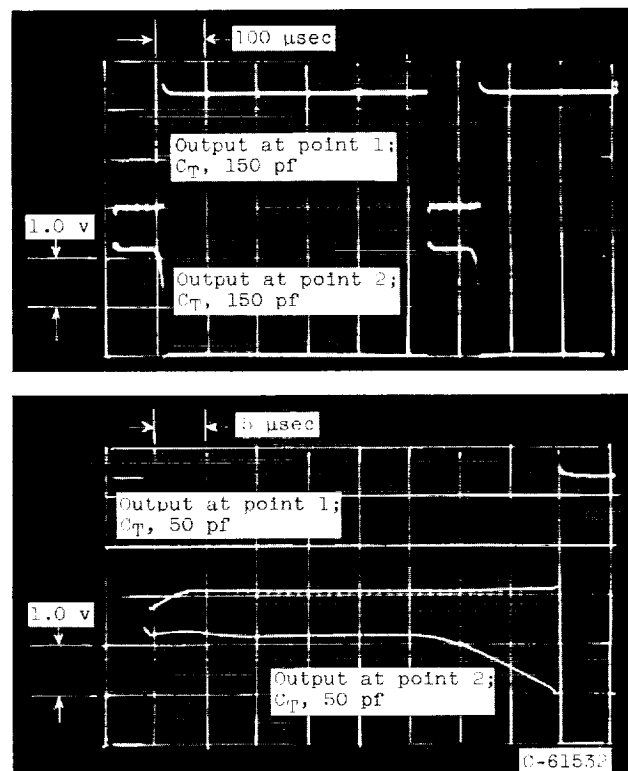 100 µsec
Output at point 1;
C_T, 150 pf
1.0 v
Output at point 2;
C_T, 150 pf
5 µsec
Output at point 1;
C_T, 50 pf
1.0 v
Output at point 2;
C_T, 50 pf
C-61532